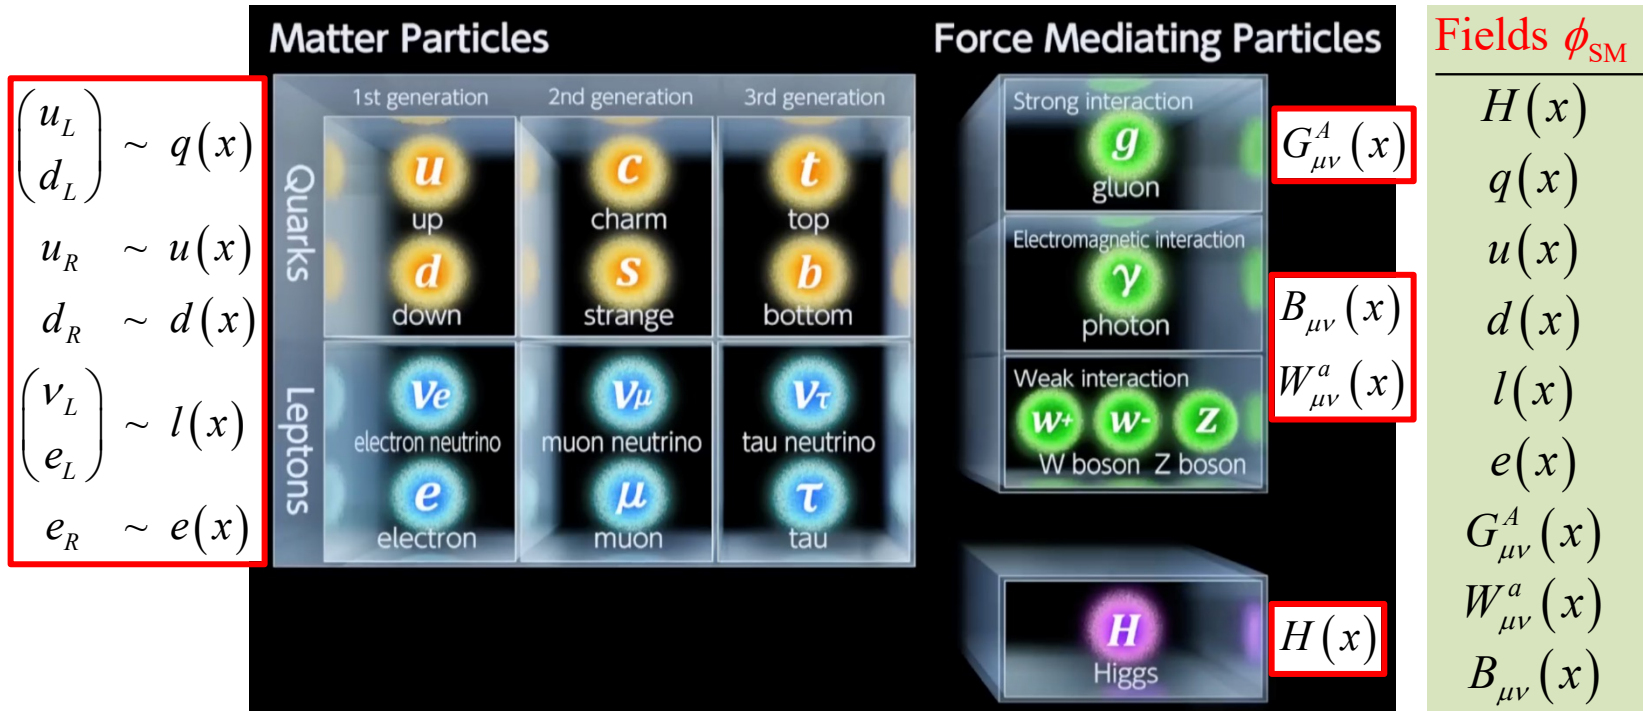 Matter Particles
Force Mediating Particles
Fields ϕ_SM
1st generation 2nd generation 3rd generation
Quarks
Leptons
(u_L
d_L) ~ q(x)
u_R ~ u(x)
d_R ~ d(x)
(ν_L
e_L) ~ l(x)
e_R ~ e(x)
u c t
up charm top
d s b
down strange bottom
νe νμ ντ
electron neutrino muon neutrino tau neutrino
e μ τ
electron muon tau
Strong interaction
g
gluon
G^A_μν(x)
Electromagnetic interaction
γ
photon
B_μν(x)
Weak interaction
W+ W- Z
W boson Z boson
W^a_μν(x)
H
Higgs
H(x)
H(x)
q(x)
u(x)
d(x)
l(x)
e(x)
G^A_μν(x)
W^a_μν(x)
B_μν(x)